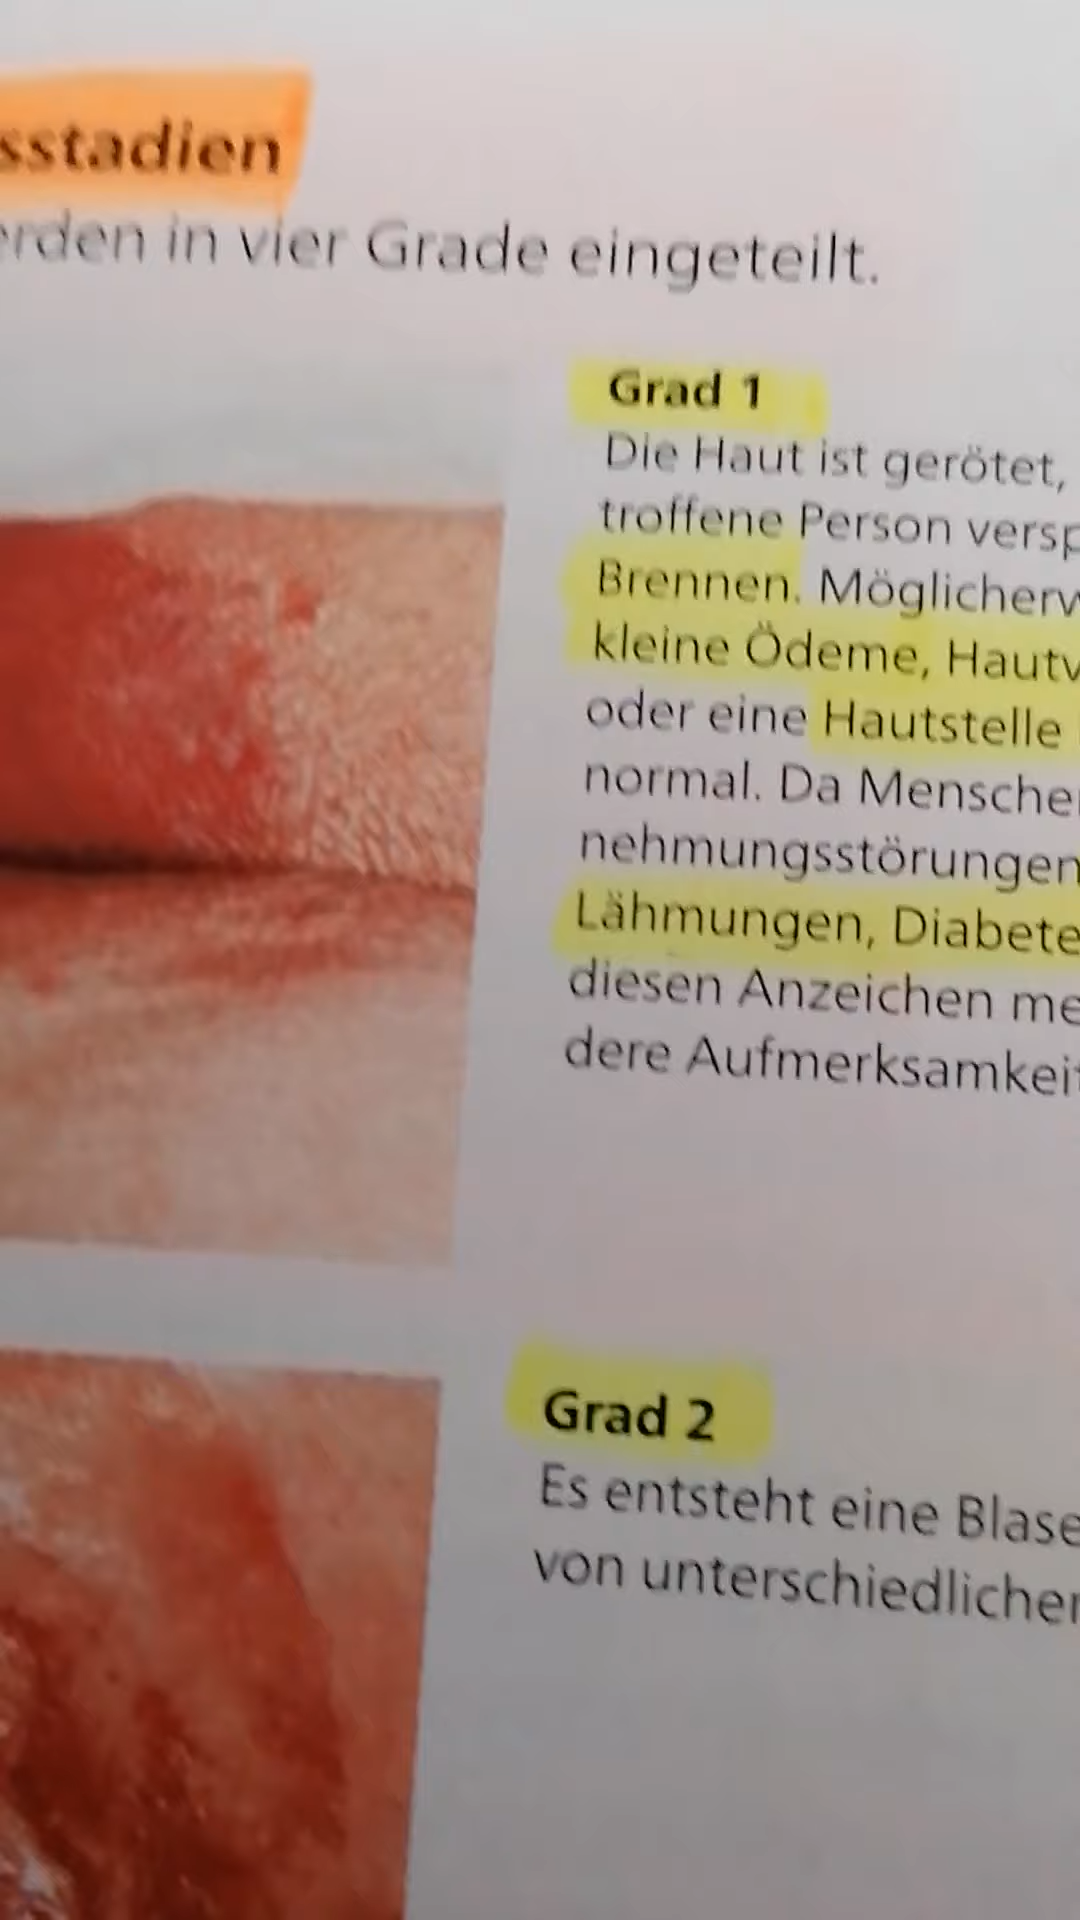 sstadien
erden in vier Grade eingeteilt.
Grad 1
Die Haut ist gerötet,
troffene Person versp
Brennen. Möglicherw
kleine Ödeme, Hautv
oder eine Hautstelle
normal. Da Mensche
nehmungsstörungen
Lähmungen, Diabete
diesen Anzeichen me
dere Aufmerksamkeit
Grad 2
Es entsteht eine Blase
von unterschiedlicher